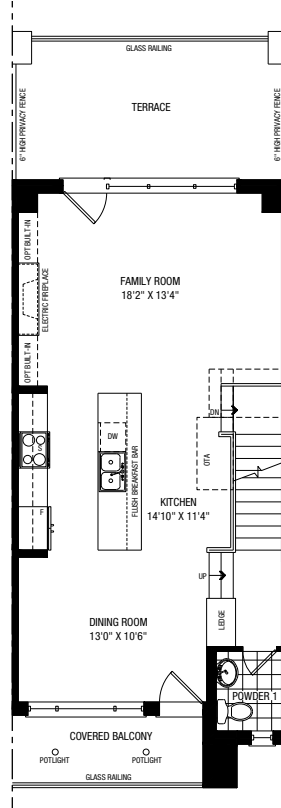 GLASS RAILING
TERRACE
6" HIGH PRIVACY FENCE
6" HIGH PRIVACY FENCE
OPT BUILT-IN
FAMILY ROOM
18'2" X 13'4"
ELECTRIC FIREPLACE
OPT BUILT-IN
DN
DW
FLUSH BREAKFAST BAR
OTA
S
KITCHEN
14'10" X 11'4"
F
UP
LEDGE
DINING ROOM
13'0" X 10'6"
POWDER 1
COVERED BALCONY
POTLIGHT
POTLIGHT
GLASS RAILING